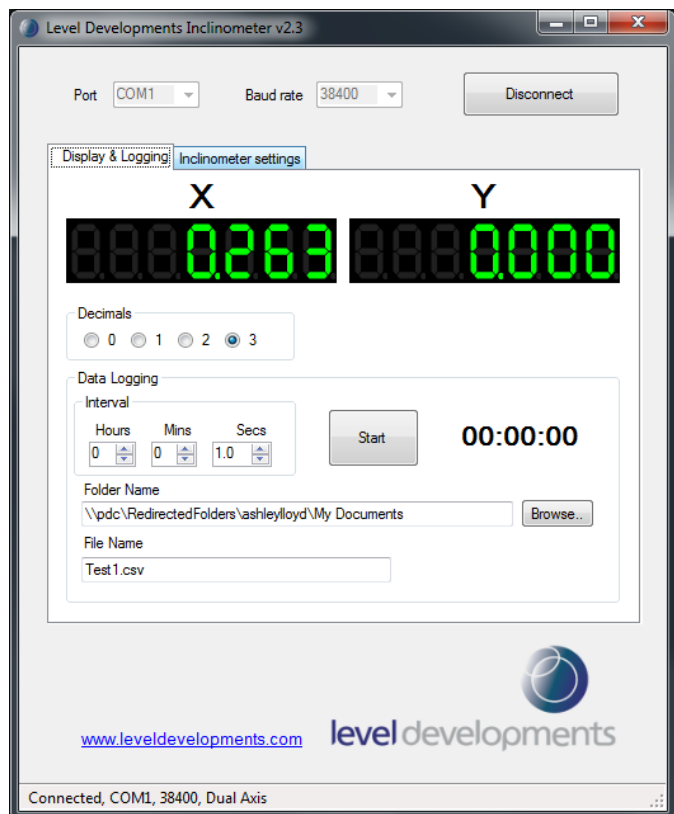 Level Developments Inclinometer v2.3
Port COM1 Baud rate 38400 Disconnect
Display & Logging Inclinometer settings
X Y
0.263 0.000
Decimals
0 1 2 3
Data Logging
Interval
Hours Mins Secs
0 0 1.0 Start 00:00:00
Folder Name
\\pdc\RedirectedFolders\ashleylloyd\My Documents Browse..
File Name
Test1.csv
www.leveldevelopments.com level developments
Connected, COM1, 38400, Dual Axis